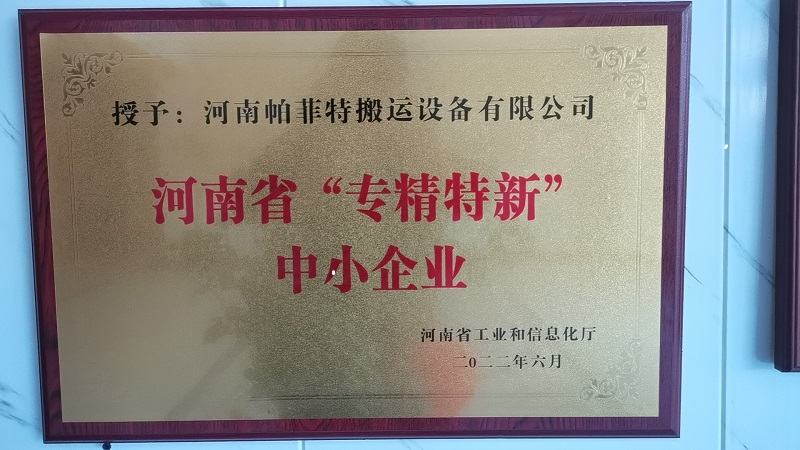 授予：河南帕菲特搬运设备有限公司
河南省“专精特新”
中小企业
河南省工业和信息化厅
二0二二年六月